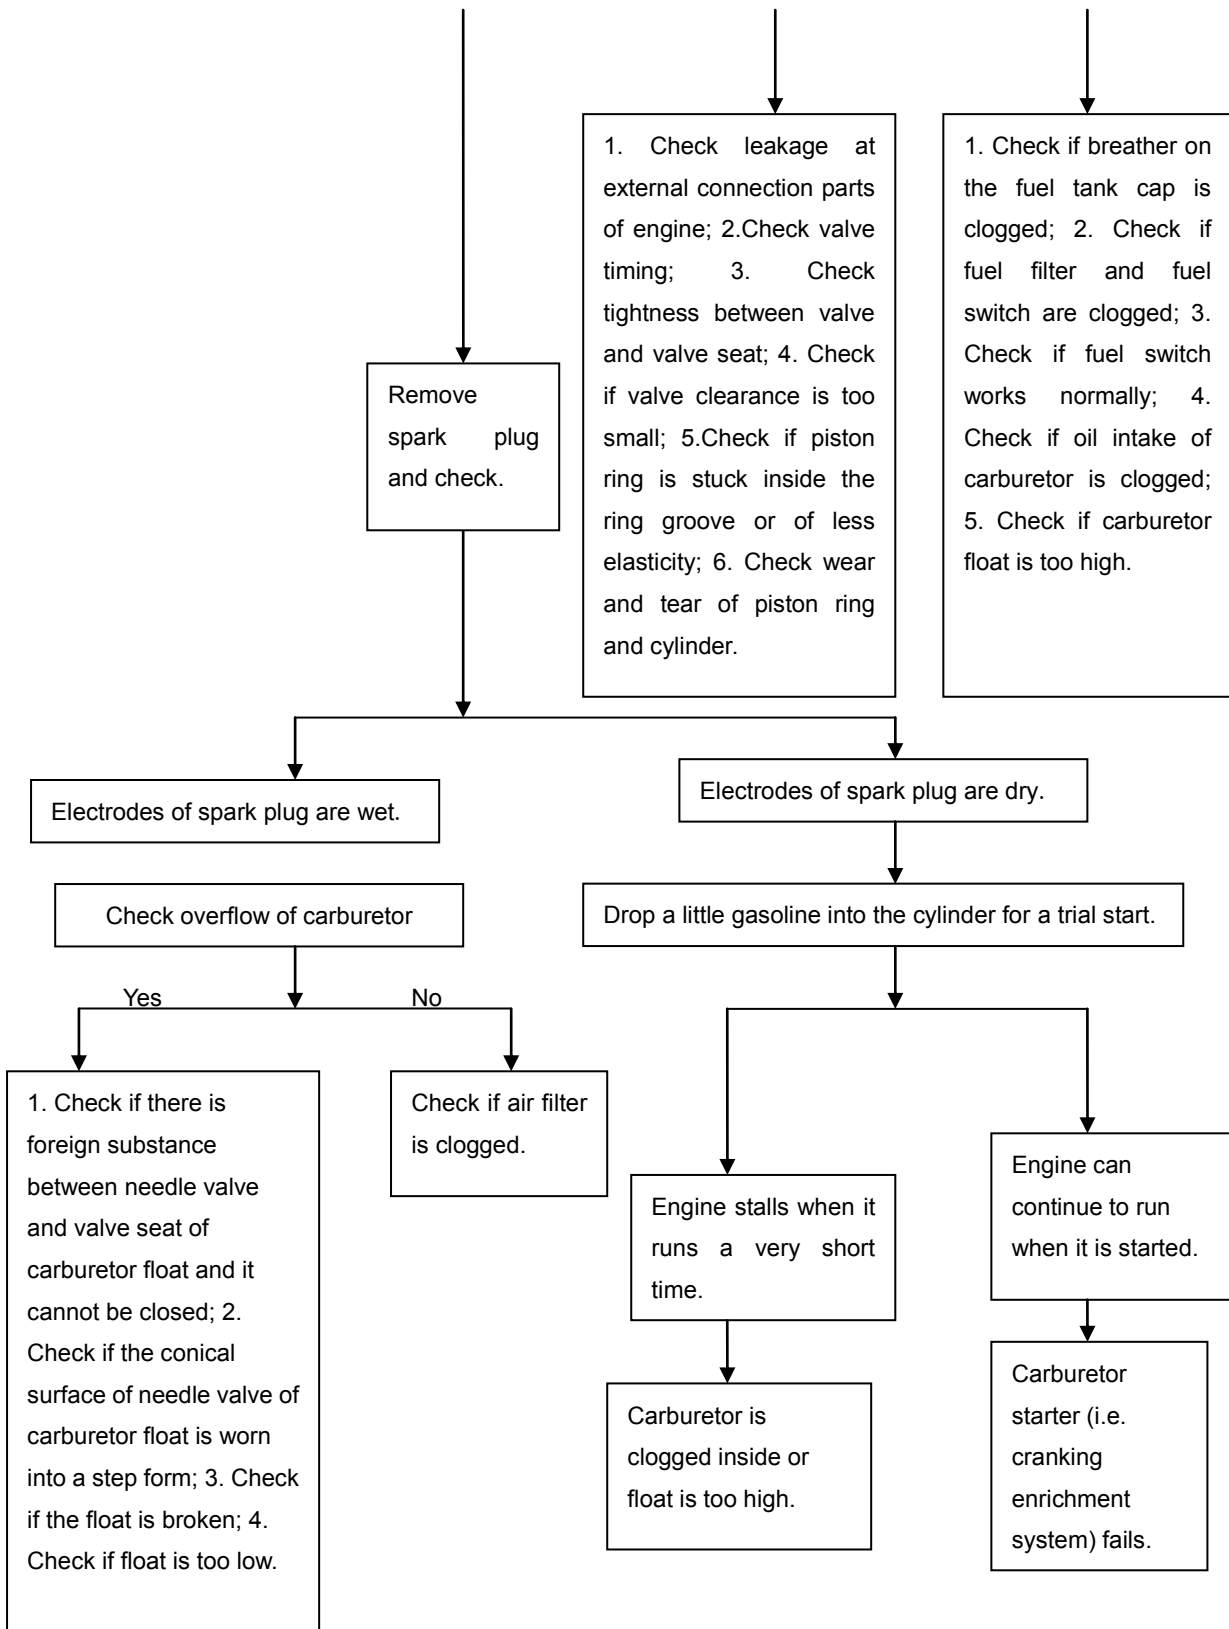 Remove
spark plug
and check.
1. Check leakage at
external connection parts
of engine; 2.Check valve
timing; 3. Check
tightness between valve
and valve seat; 4. Check
if valve clearance is too
small; 5.Check if piston
ring is stuck inside the
ring groove or of less
elasticity; 6. Check wear
and tear of piston ring
and cylinder.
1. Check if breather on
the fuel tank cap is
clogged; 2. Check if
fuel filter and fuel
switch are clogged; 3.
Check if fuel switch
works normally; 4.
Check if oil intake of
carburetor is clogged;
5. Check if carburetor
float is too high.
Electrodes of spark plug are wet.
Electrodes of spark plug are dry.
Check overflow of carburetor
Drop a little gasoline into the cylinder for a trial start.
Yes
No
1. Check if there is
foreign substance
between needle valve
and valve seat of
carburetor float and it
cannot be closed; 2.
Check if the conical
surface of needle valve of
carburetor float is worn
into a step form; 3. Check
if the float is broken; 4.
Check if float is too low.
Check if air filter
is clogged.
Engine stalls when it
runs a very short
time.
Engine can
continue to run
when it is started.
Carburetor is
clogged inside or
float is too high.
Carburetor
starter (i.e.
cranking
enrichment
system) fails.